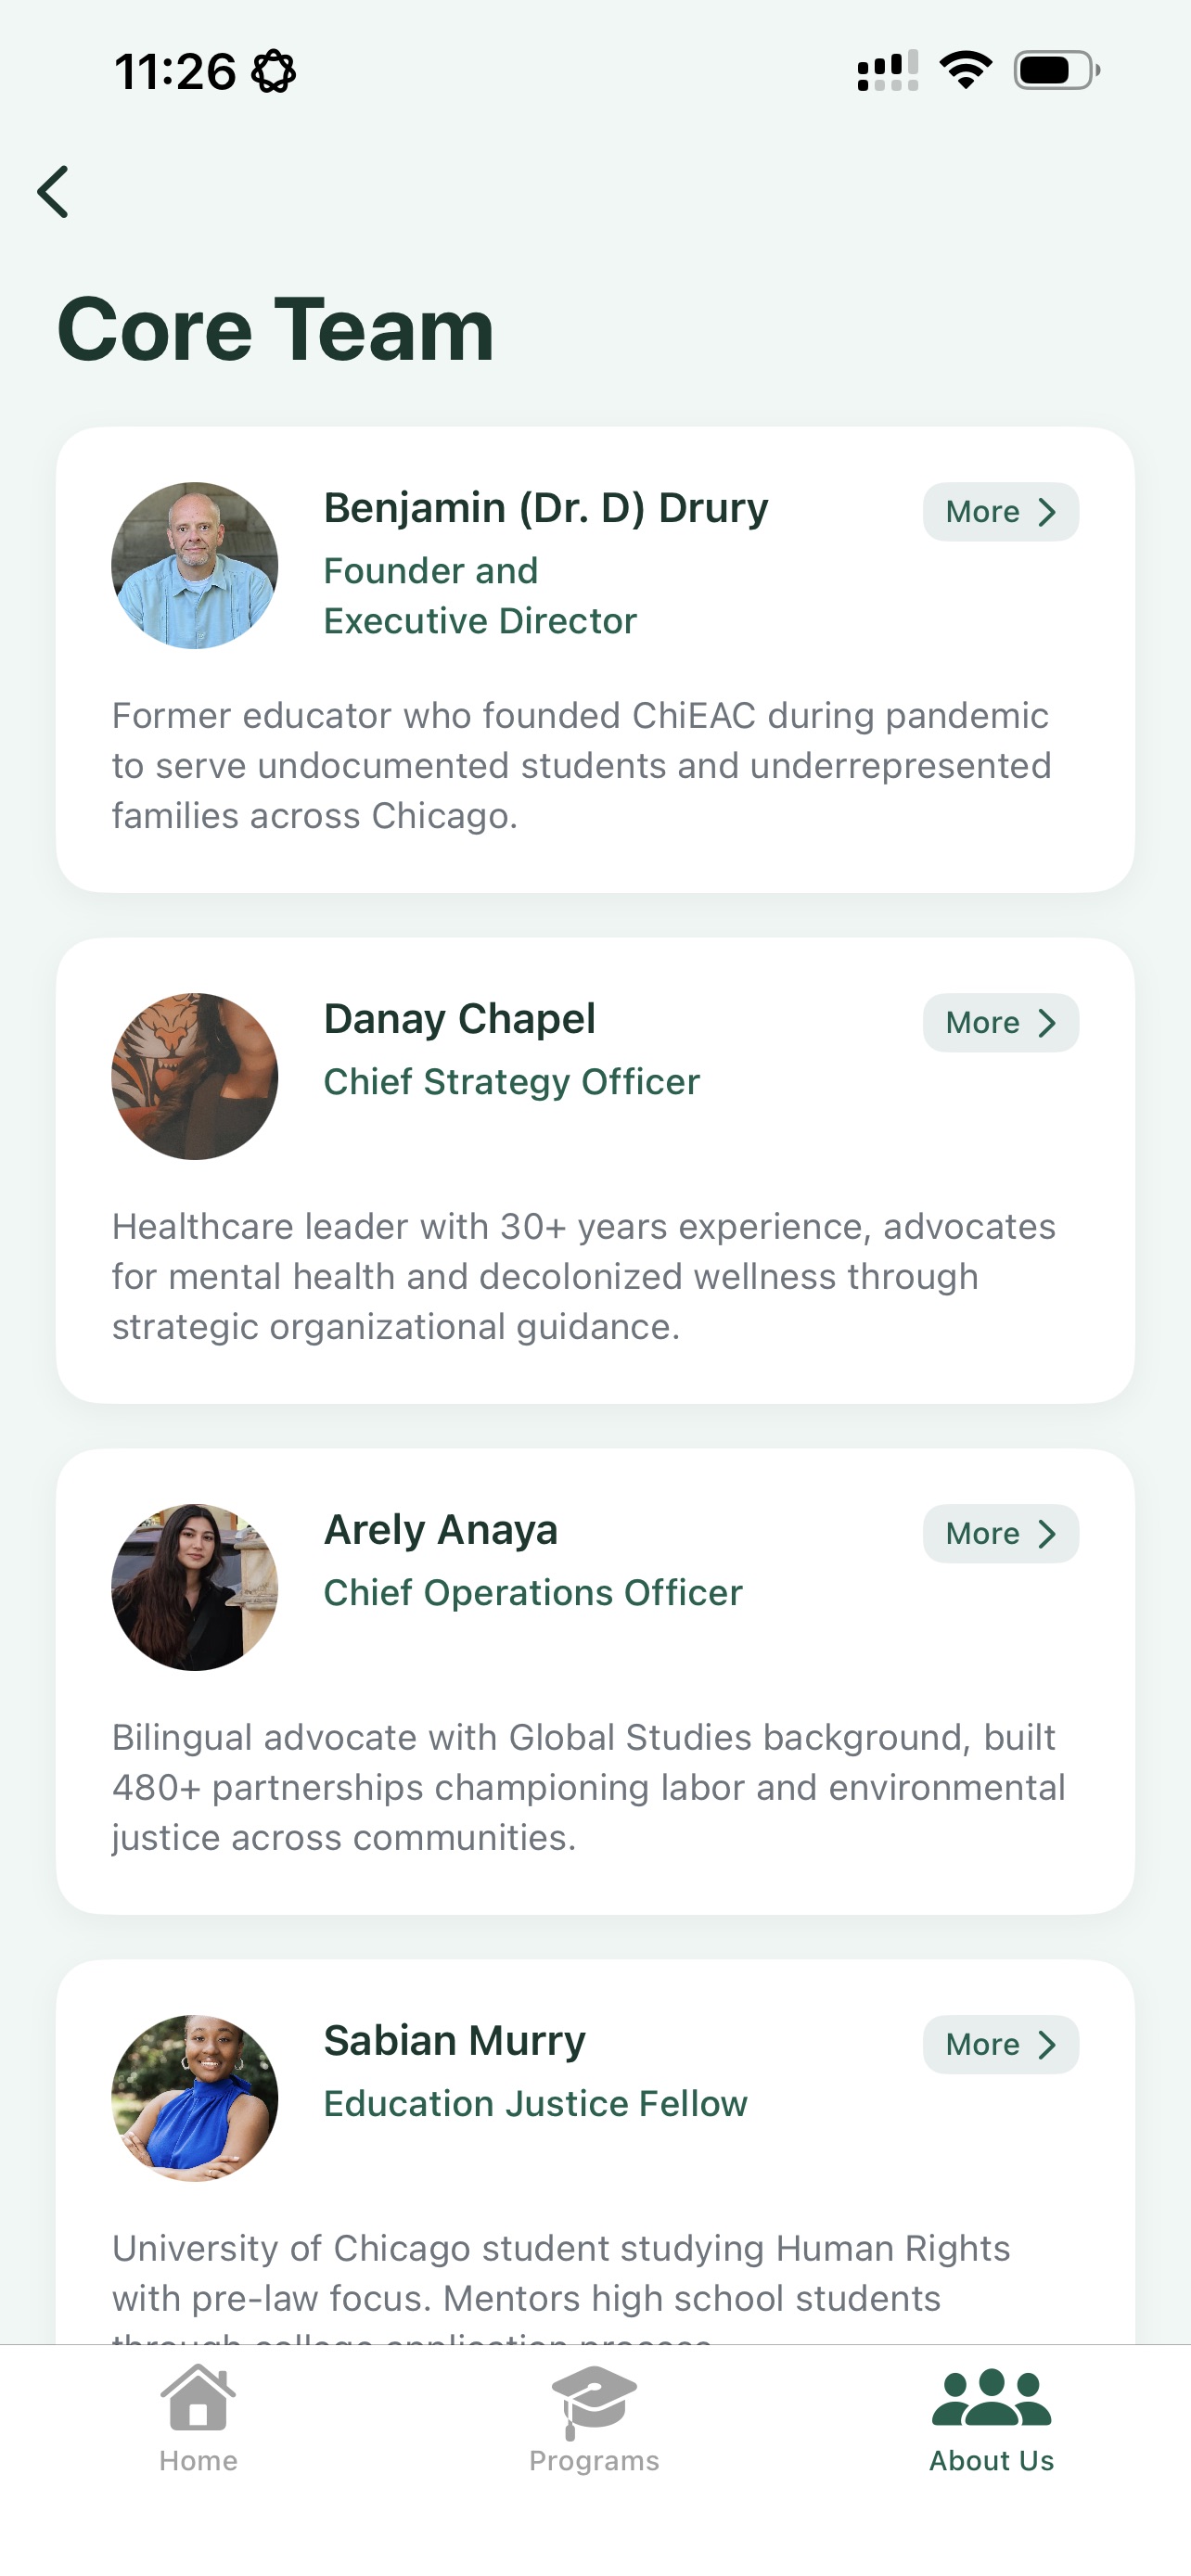 11:26
Core Team
Benjamin (Dr. D) Drury
More
Founder and
Executive Director
Former educator who founded ChiEAC during pandemic
to serve undocumented students and underrepresented
families across Chicago.
Danay Chapel
More
Chief Strategy Officer
Healthcare leader with 30+ years experience, advocates
for mental health and decolonized wellness through
strategic organizational guidance.
Arely Anaya
More
Chief Operations Officer
Bilingual advocate with Global Studies background, built
480+ partnerships championing labor and environmental
justice across communities.
Sabian Murry
More
Education Justice Fellow
University of Chicago student studying Human Rights
with pre-law focus. Mentors high school students
through college application process.
Home
Programs
About Us